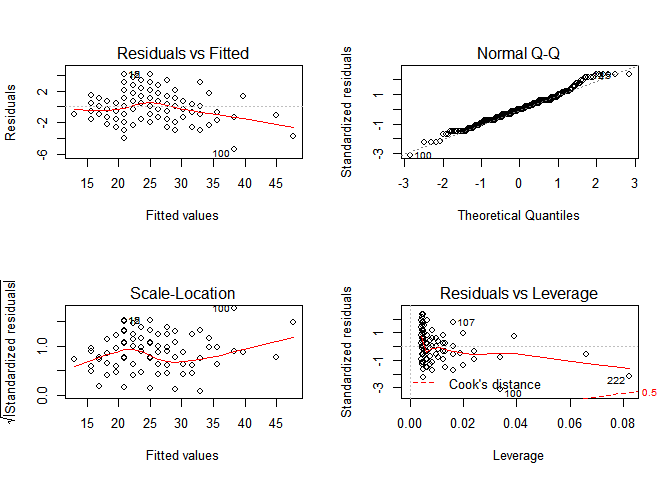 Residuals vs Fitted
Residuals
2
-2
-6
100
15 20 25 30 35 40 45
Fitted values
Normal Q-Q
Standardized residuals
1
-1
-3
100
-3 -2 -1 0 1 2 3
Theoretical Quantiles
Scale-Location
√|Standardized residuals|
1.0
0.0
100
15 20 25 30 35 40 45
Fitted values
Residuals vs Leverage
Standardized residuals
1
-1
-3
107
Cook's distance
100
222
0.5
0.00 0.02 0.04 0.06 0.08
Leverage